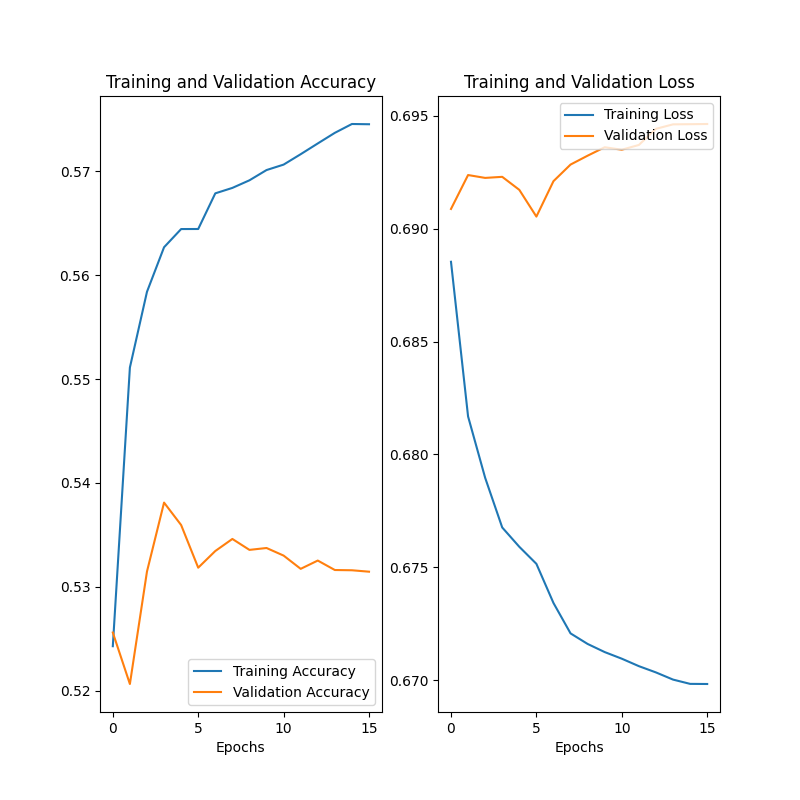 Training and Validation Accuracy
0.57
0.56
0.55
0.54
0.53
0.52
Training Accuracy
Validation Accuracy
0 5 10 15
Epochs
Training and Validation Loss
0.695
0.690
0.685
0.680
0.675
0.670
Training Loss
Validation Loss
0 5 10 15
Epochs